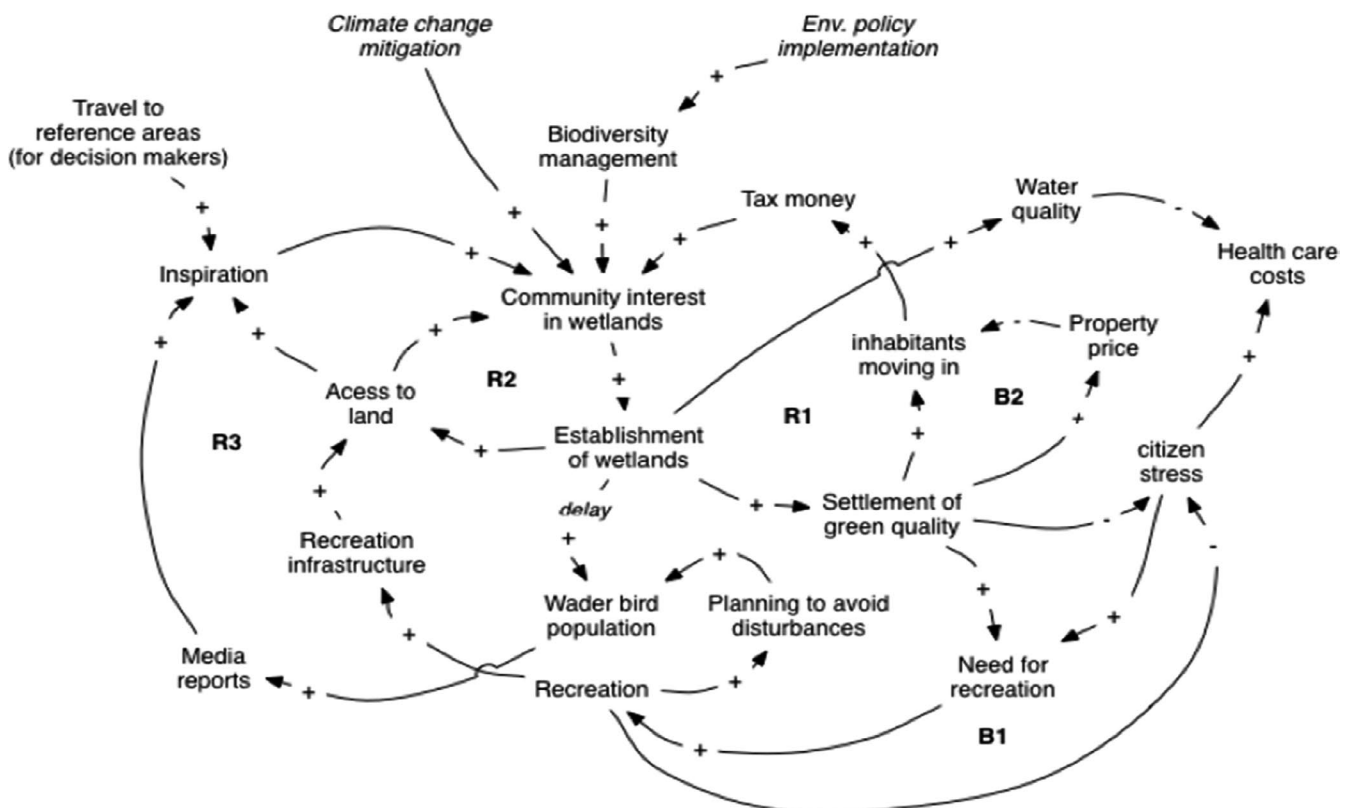 Climate change
mitigation
Env. policy
implementation
+
Travel to
reference areas
(for decision makers)
Biodiversity
management
Tax money
Water
quality
-
+
+
+
+
+
+
+
Health care
costs
Inspiration
+
Community interest
in wetlands
+
+
+
inhabitants
moving in
-
Property
price
+
R2
+
Acess to
land
R3
B2
R1
+
+
Establishment
of wetlands
+
citizen
stress
+
+
Settlement of
green quality
-
delay
+
Recreation
infrastructure
+
+
-
Wader bird
population
Planning to avoid
disturbances
+
+
+
Media
reports
Need for
recreation
+
Recreation
+
+
B1